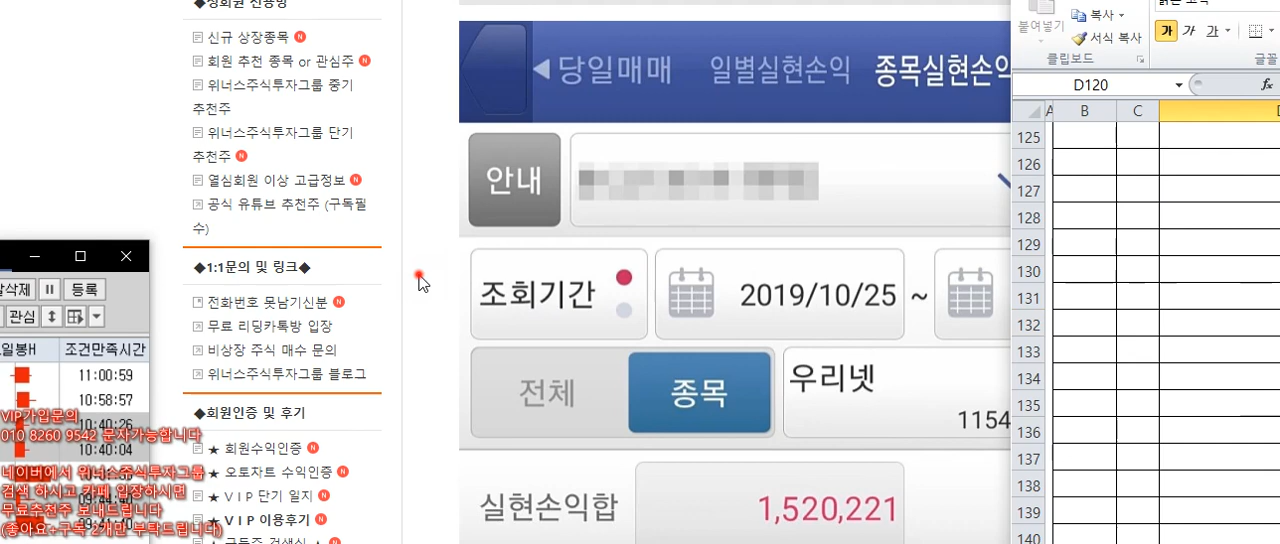 신규 상장종목 N
회원 추천 종목 or 관심주 N
위너스주식투자그룹 중기
추천주
위너스주식투자그룹 단기
추천주 N
열심회원 이상 고급정보 N
공식 유튜브 추천주 (구독필
수)
◆1:1문의 및 링크◆
전화번호 못남기신분 N
무료 리딩카톡방 입장
비상장 주식 매수 문의
위너스주식투자그룹 블로그
◆회원인증 및 후기
★ 회원수익인증 N
★ 오토차트 수익인증 N
★ V I P 단기 일지 N
★ V I P 이용후기 N
등록
관심
일봉H 조건만족시간
11:00:59
10:58:57
10:40:26
10:40:04
VIP가입문의
010 8260 9542 문자가능합니다
네이버에서 위너스주식투자그룹
검색 하시고 카페 입장하시면
무료추천주 보내드립니다
(좋아요+구독 2개만 부탁드립니다)
◀당일매매 일별실현손익 종목실현손익
안내
조회기간 2019/10/25 ~
전체 종목 우리넷
1154
실현손익합 1,520,221
붙여넣기
복사
서식 복사
클립보드
가 가 가
글꼴
D120 fx
A B C
125
126
127
128
129
130
131
132
133
134
135
136
137
138
139
140